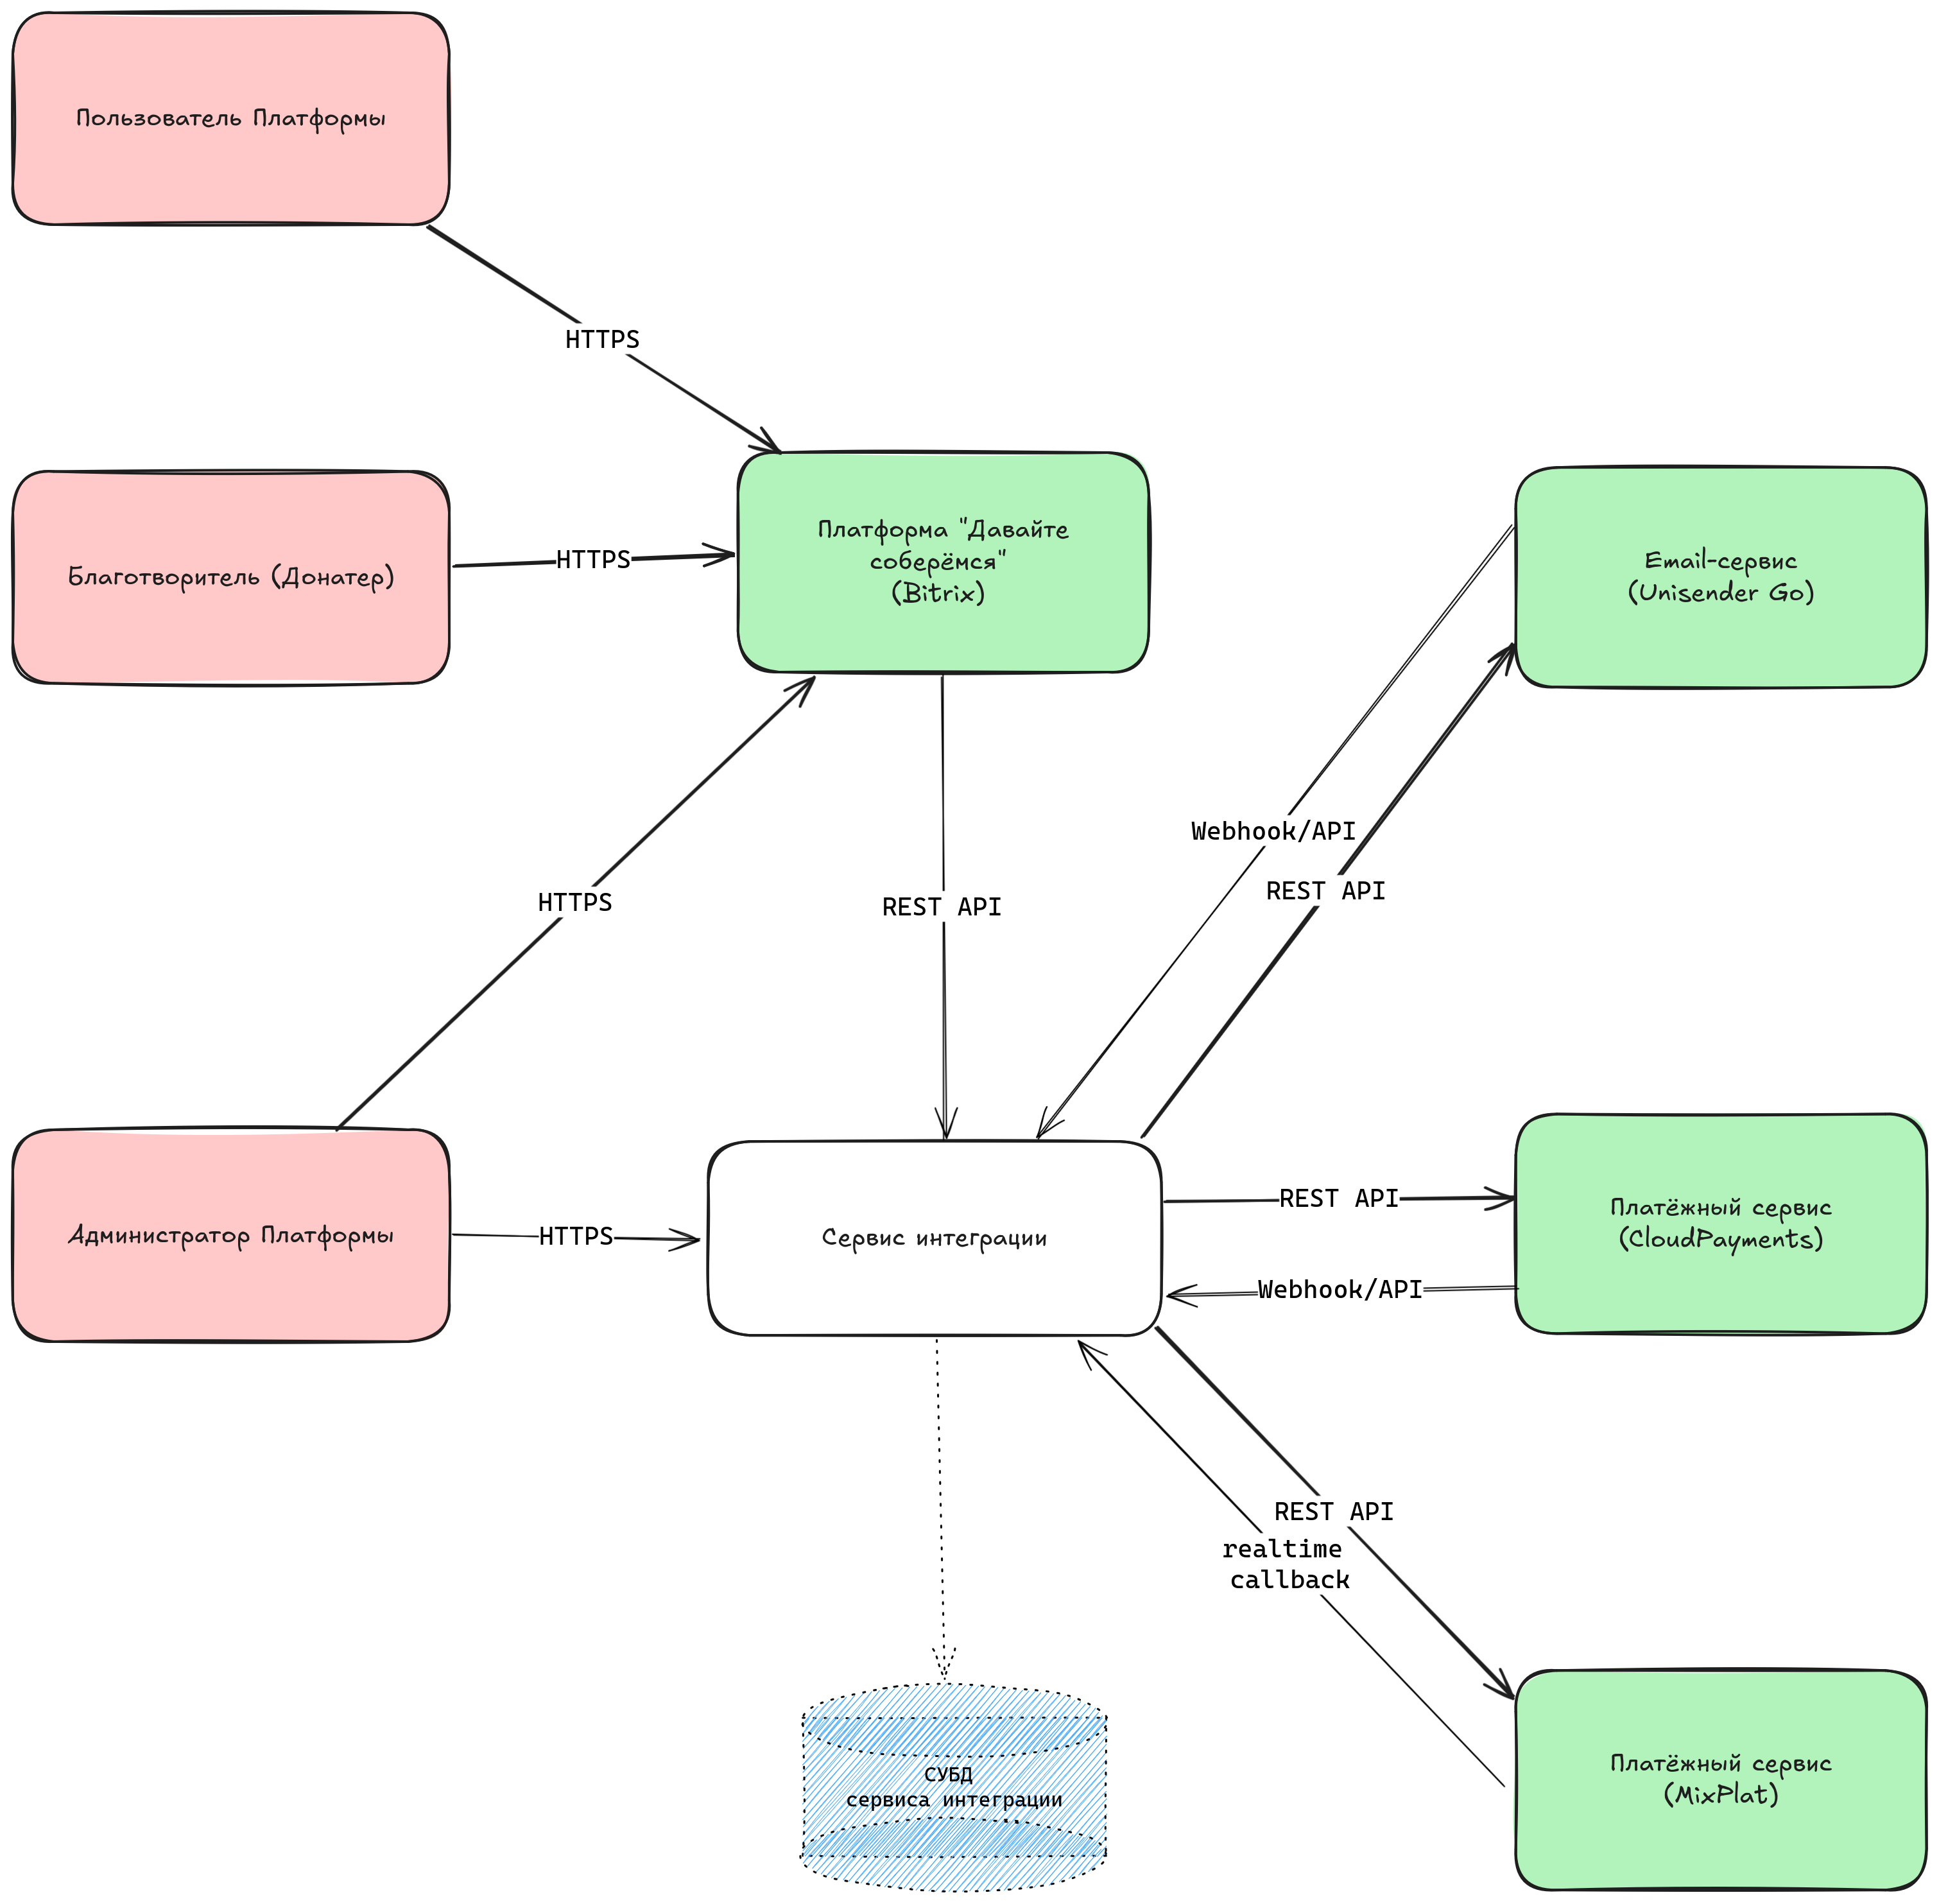 Пользователь Платформы
HTTPS
Благотворитель (Донатер)
HTTPS
Платформа "Давайте
соберёмся"
(Bitrix)
Email-сервис
(Unisender Go)
Webhook/API
REST API
HTTPS
REST API
Администратор Платформы
HTTPS
Сервис интеграции
REST API
Webhook/API
Платёжный сервис
(CloudPayments)
REST API
realtime
callback
СУБД
сервиса интеграции
Платёжный сервис
(MixPlat)